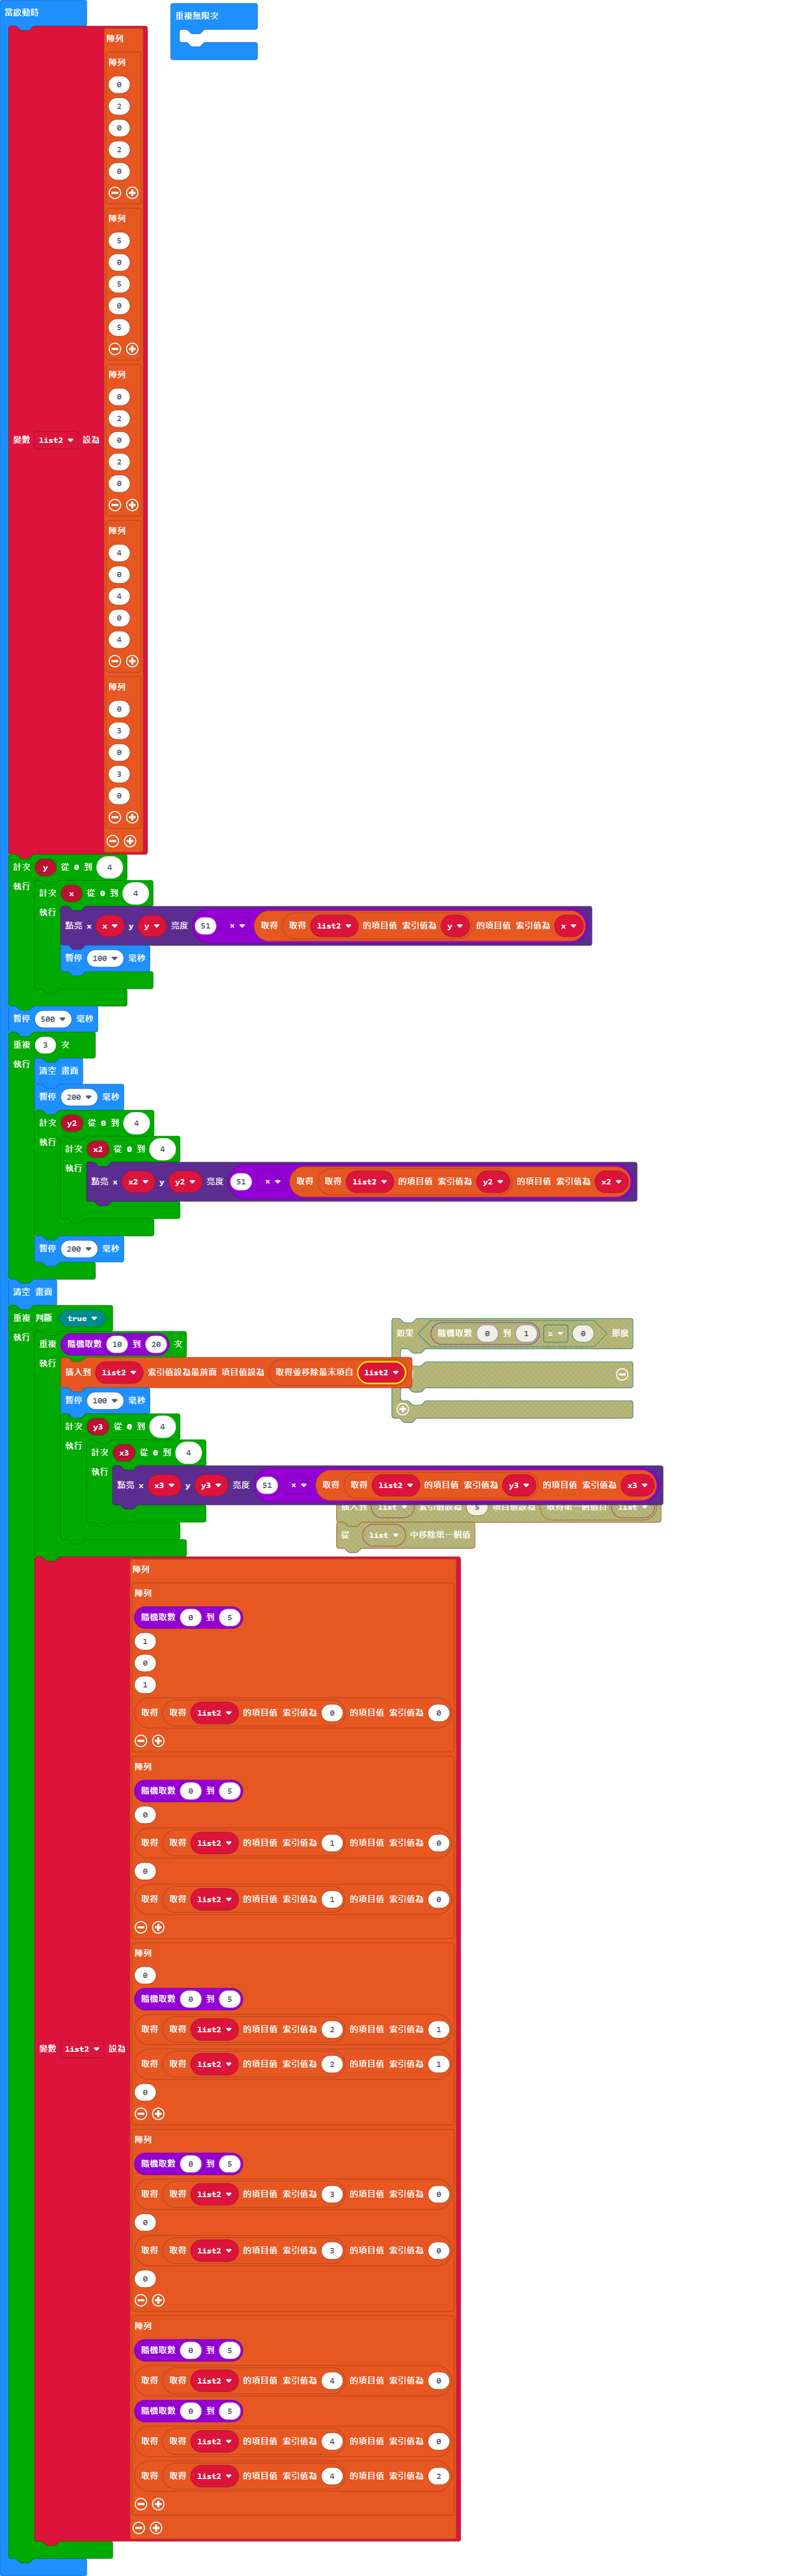 當啟動時
重複無限次
陣列
陣列
0
2
0
2
0
陣列
5
0
5
0
5
陣列
0
2
0
2
0
變數 list2 設為
陣列
4
0
4
0
4
陣列
0
3
0
3
0
計次 y 從 0 到 4
執行
計次 x 從 0 到 4
執行
點亮 x x y y 亮度 51 × 取得 取得 list2 的項目值 索引值為 y 的項目值 索引值為 x
暫停 100 毫秒
暫停 500 毫秒
重複 3 次
執行
清空 畫面
暫停 200 毫秒
計次 y2 從 0 到 4
執行
計次 x2 從 0 到 4
執行
點亮 x x2 y y2 亮度 51 × 取得 取得 list2 的項目值 索引值為 y2 的項目值 索引值為 x2
暫停 200 毫秒
清空 畫面
重複 判斷 true
執行
如果 隨機取數 0 到 1 = 0 那麼
重複 隨機取數 10 到 20 次
執行
插入到 list2 索引值設為最前面 項目值設為 取得並移除最末項自 list2
暫停 100 毫秒
計次 y3 從 0 到 4
執行
計次 x3 從 0 到 4
執行
點亮 x x3 y y3 亮度 51 × 取得 取得 list2 的項目值 索引值為 y3 的項目值 索引值為 x3
插入到 list 索引值設為 5 項目值設為 取得第一個值自 list
從 list 中移除第一個值
陣列
陣列
隨機取數 0 到 5
1
0
1
取得 取得 list2 的項目值 索引值為 0 的項目值 索引值為 0
陣列
隨機取數 0 到 5
0
取得 取得 list2 的項目值 索引值為 1 的項目值 索引值為 0
0
取得 取得 list2 的項目值 索引值為 1 的項目值 索引值為 0
陣列
0
隨機取數 0 到 5
取得 取得 list2 的項目值 索引值為 2 的項目值 索引值為 1
變數 list2 設為
取得 取得 list2 的項目值 索引值為 2 的項目值 索引值為 1
0
陣列
隨機取數 0 到 5
取得 取得 list2 的項目值 索引值為 3 的項目值 索引值為 0
0
取得 取得 list2 的項目值 索引值為 3 的項目值 索引值為 0
0
陣列
隨機取數 0 到 5
取得 取得 list2 的項目值 索引值為 4 的項目值 索引值為 0
隨機取數 0 到 5
取得 取得 list2 的項目值 索引值為 4 的項目值 索引值為 0
取得 取得 list2 的項目值 索引值為 4 的項目值 索引值為 2